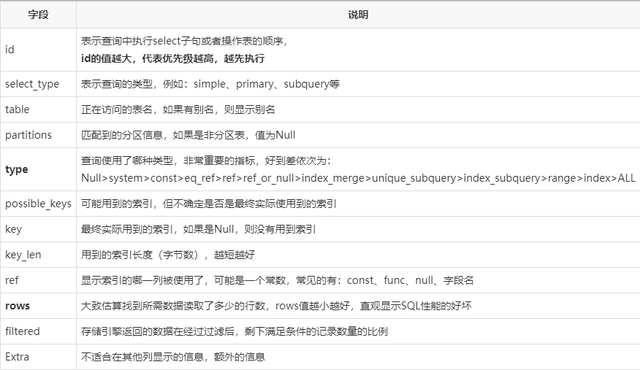 字段 说明
id 表示查询中执行select子句或者操作表的顺序，
id的值越大，代表优先级越高，越先执行
select_type 表示查询的类型，例如：simple、primary、subquery等
table 正在访问的表名，如果有别名，则显示别名
partitions 匹配到的分区信息，如果是非分区表，值为Null
type 查询使用了哪种类型，非常重要的指标，好到差依次为：
Null>system>const>eq_ref>ref>ref_or_null>index_merge>unique_subquery>index_subquery>range>index>ALL
possible_keys 可能用到的索引，但不确定是否是最终实际使用到的索引
key 最终实际用到的索引，如果是Null，则没有用到索引
key_len 用到的索引长度（字节数），越短越好
ref 显示索引的哪一列被使用了，可能是一个常数，常见的有：const、func、null、字段名
rows 大致估算找到所需数据读取了多少的行数，rows值越小越好，直观显示SQL性能的好坏
filtered 存储引擎返回的数据在经过过滤后，剩下满足条件的记录数量的比例
Extra 不适合在其他列显示的信息，额外的信息